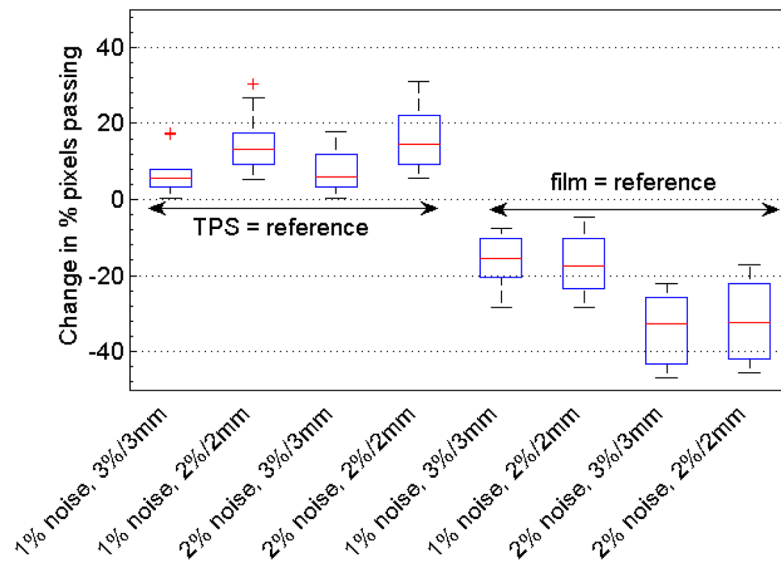 Change in % pixels passing
40
20
0
-20
-40
TPS = reference
film = reference
1% noise, 3%/3mm
1% noise, 2%/2mm
2% noise, 3%/3mm
2% noise, 2%/2mm
1% noise, 3%/3mm
1% noise, 2%/2mm
2% noise, 3%/3mm
2% noise, 2%/2mm